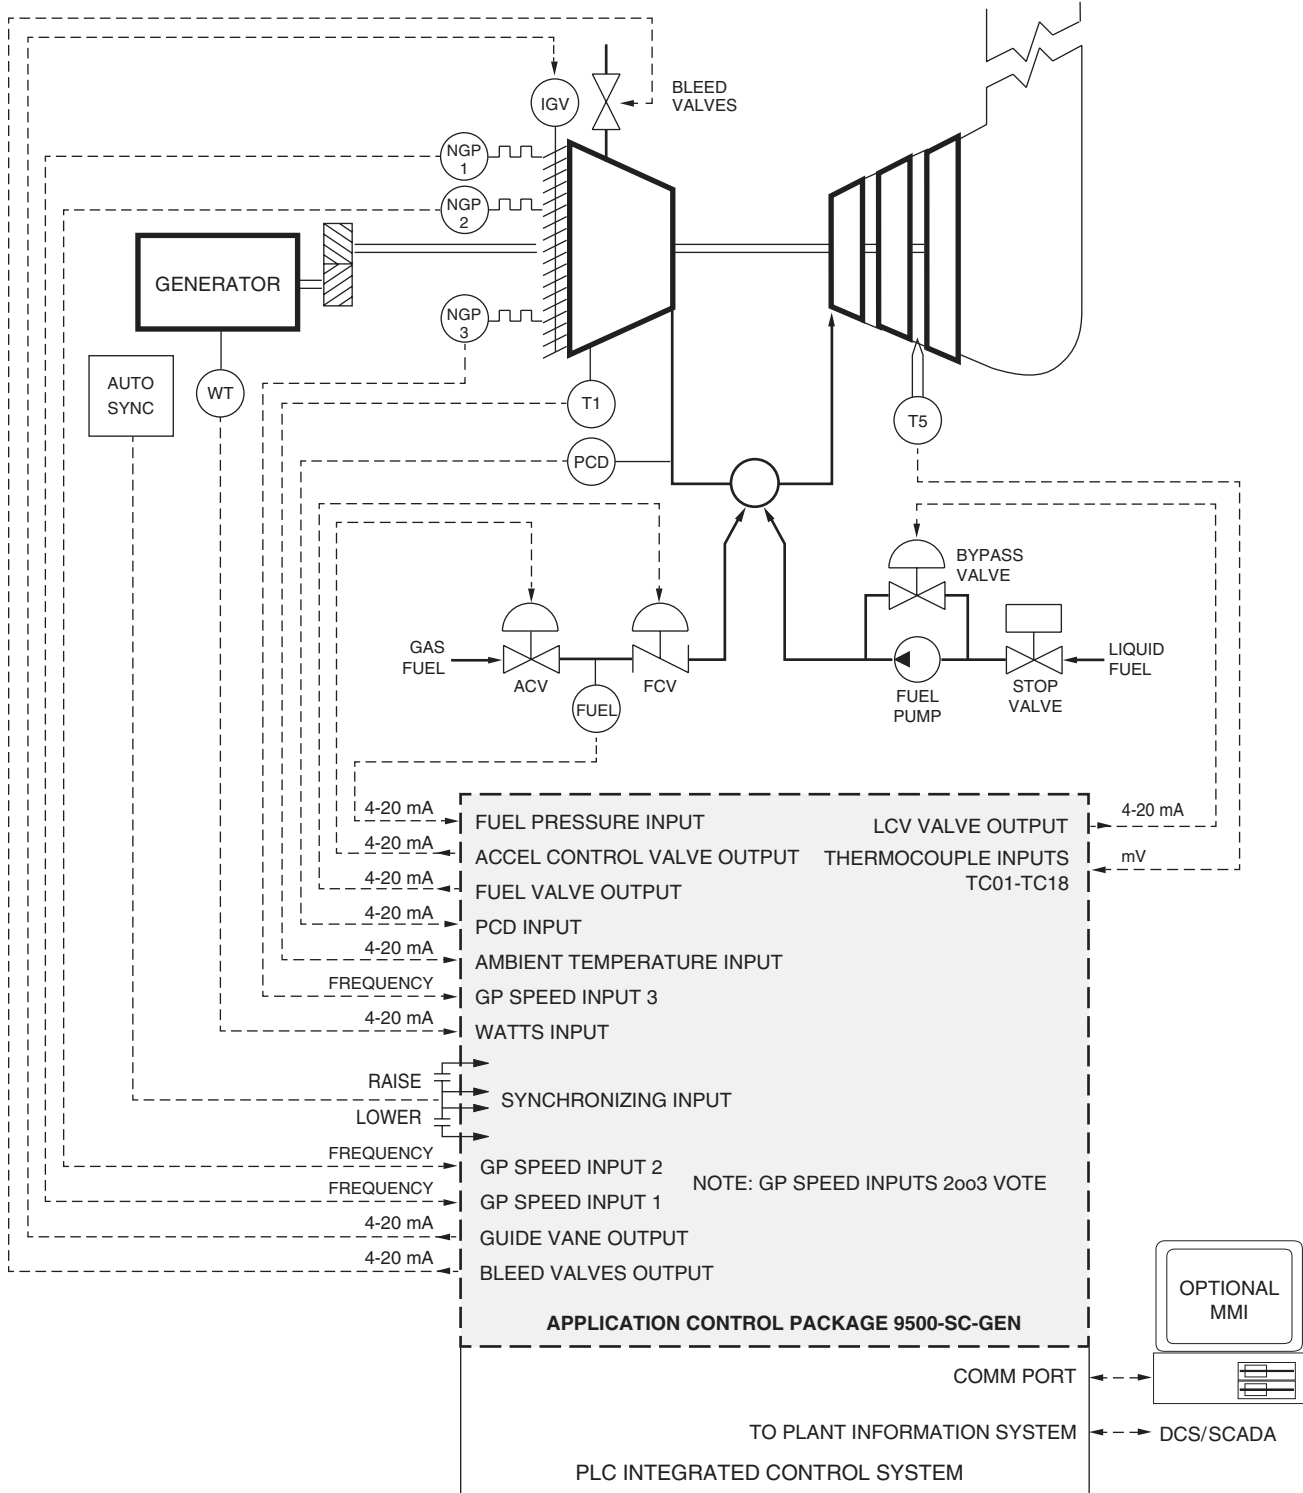 BLEED
VALVES
IGV
NGP
1
NGP
2
GENERATOR
NGP
3
AUTO
SYNC
WT
T1
T5
PCD
BYPASS
VALVE
GAS
FUEL
ACV
FCV
FUEL
FUEL
PUMP
STOP
VALVE
LIQUID
FUEL
4-20 mA
FUEL PRESSURE INPUT
4-20 mA
ACCEL CONTROL VALVE OUTPUT
4-20 mA
FUEL VALVE OUTPUT
4-20 mA
PCD INPUT
4-20 mA
AMBIENT TEMPERATURE INPUT
FREQUENCY
GP SPEED INPUT 3
4-20 mA
WATTS INPUT
LCV VALVE OUTPUT
4-20 mA
THERMOCOUPLE INPUTS
TC01-TC18
mV
RAISE
SYNCHRONIZING INPUT
LOWER
FREQUENCY
GP SPEED INPUT 2
NOTE: GP SPEED INPUTS 2oo3 VOTE
FREQUENCY
GP SPEED INPUT 1
4-20 mA
GUIDE VANE OUTPUT
4-20 mA
BLEED VALVES OUTPUT
APPLICATION CONTROL PACKAGE 9500-SC-GEN
OPTIONAL
MMI
COMM PORT
TO PLANT INFORMATION SYSTEM
DCS/SCADA
PLC INTEGRATED CONTROL SYSTEM